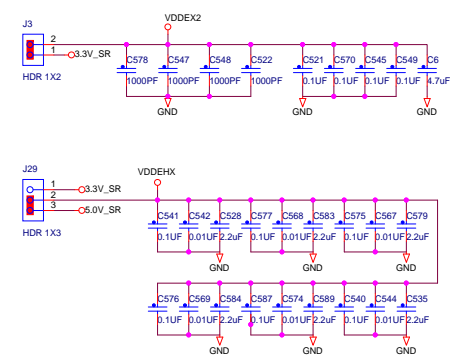 J3
VDDEX2
2
1
3.3V_SR
HDR 1X2
C578 C547 C548 C522 C521 C570 C545 C549 C6
1000PF 1000PF 1000PF 1000PF 0.1UF 0.1UF 0.1UF 0.1UF 4.7uF
GND GND GND
J29
VDDEHX
1
3.3V_SR
2
3
5.0V_SR
HDR 1X3
C541 C542 C528 C577 C568 C583 C575 C567 C579
0.1UF 0.01UF 2.2uF 0.1UF 0.01UF 2.2uF 0.1UF 0.01UF 2.2uF
GND GND GND
C576 C569 C584 C587 C574 C589 C540 C544 C535
0.1UF 0.01UF 2.2uF 0.1UF 0.01UF 2.2uF 0.1UF 0.01UF 2.2uF
GND GND GND